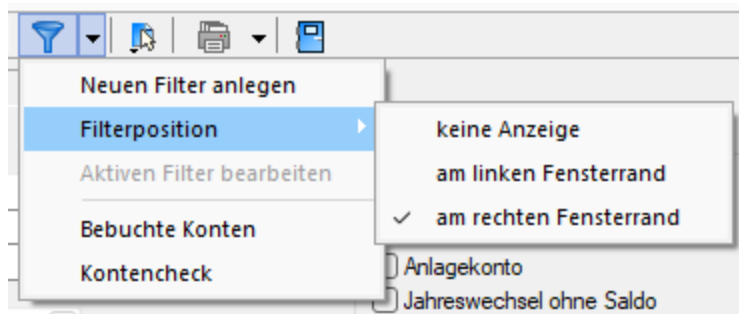 Neuen Filter anlegen
Filterposition
keine Anzeige
Aktiven Filter bearbeiten
am linken Fensterrand
am rechten Fensterrand
Bebuchte Konten
Kontencheck
Anlagekonto
Jahreswechsel ohne Saldo